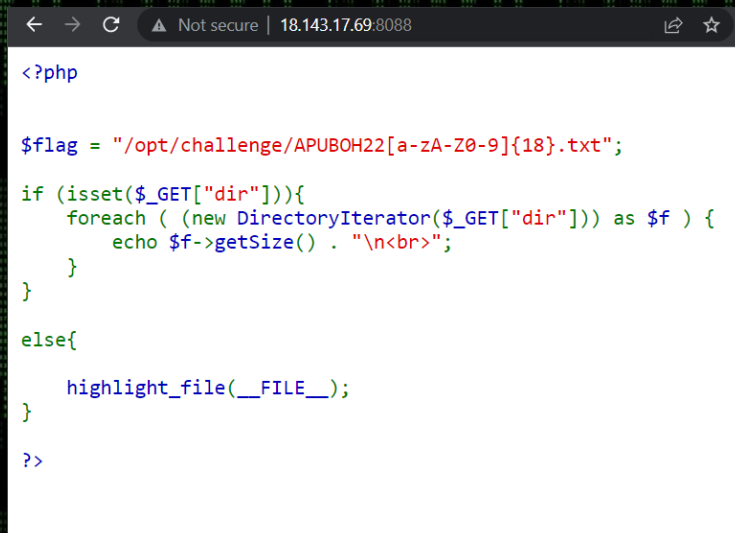 Not secure | 18.143.17.69:8088
<?php
$flag = "/opt/challenge/APUBOH22[a-zA-Z0-9]{18}.txt";
if (isset($_GET["dir"])){
    foreach ( (new DirectoryIterator($_GET["dir"])) as $f ) {
        echo $f->getSize() . "\n<br>";
    }
}
else{
    highlight_file(__FILE__);
}
?>